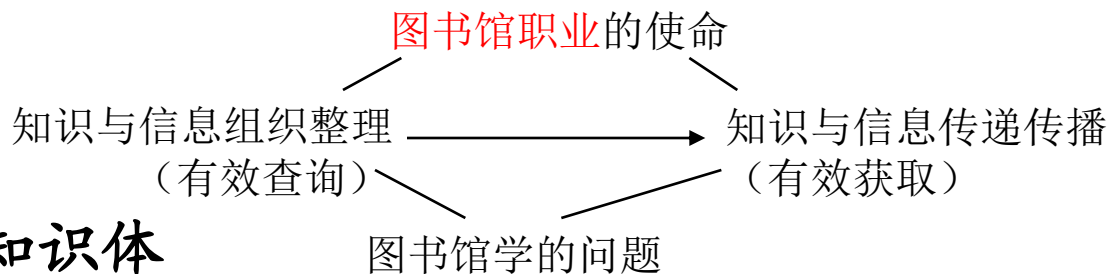 图书馆职业的使命
知识与信息组织整理
知识与信息传递传播
（有效查询）
（有效获取）
知识体
图书馆学的问题